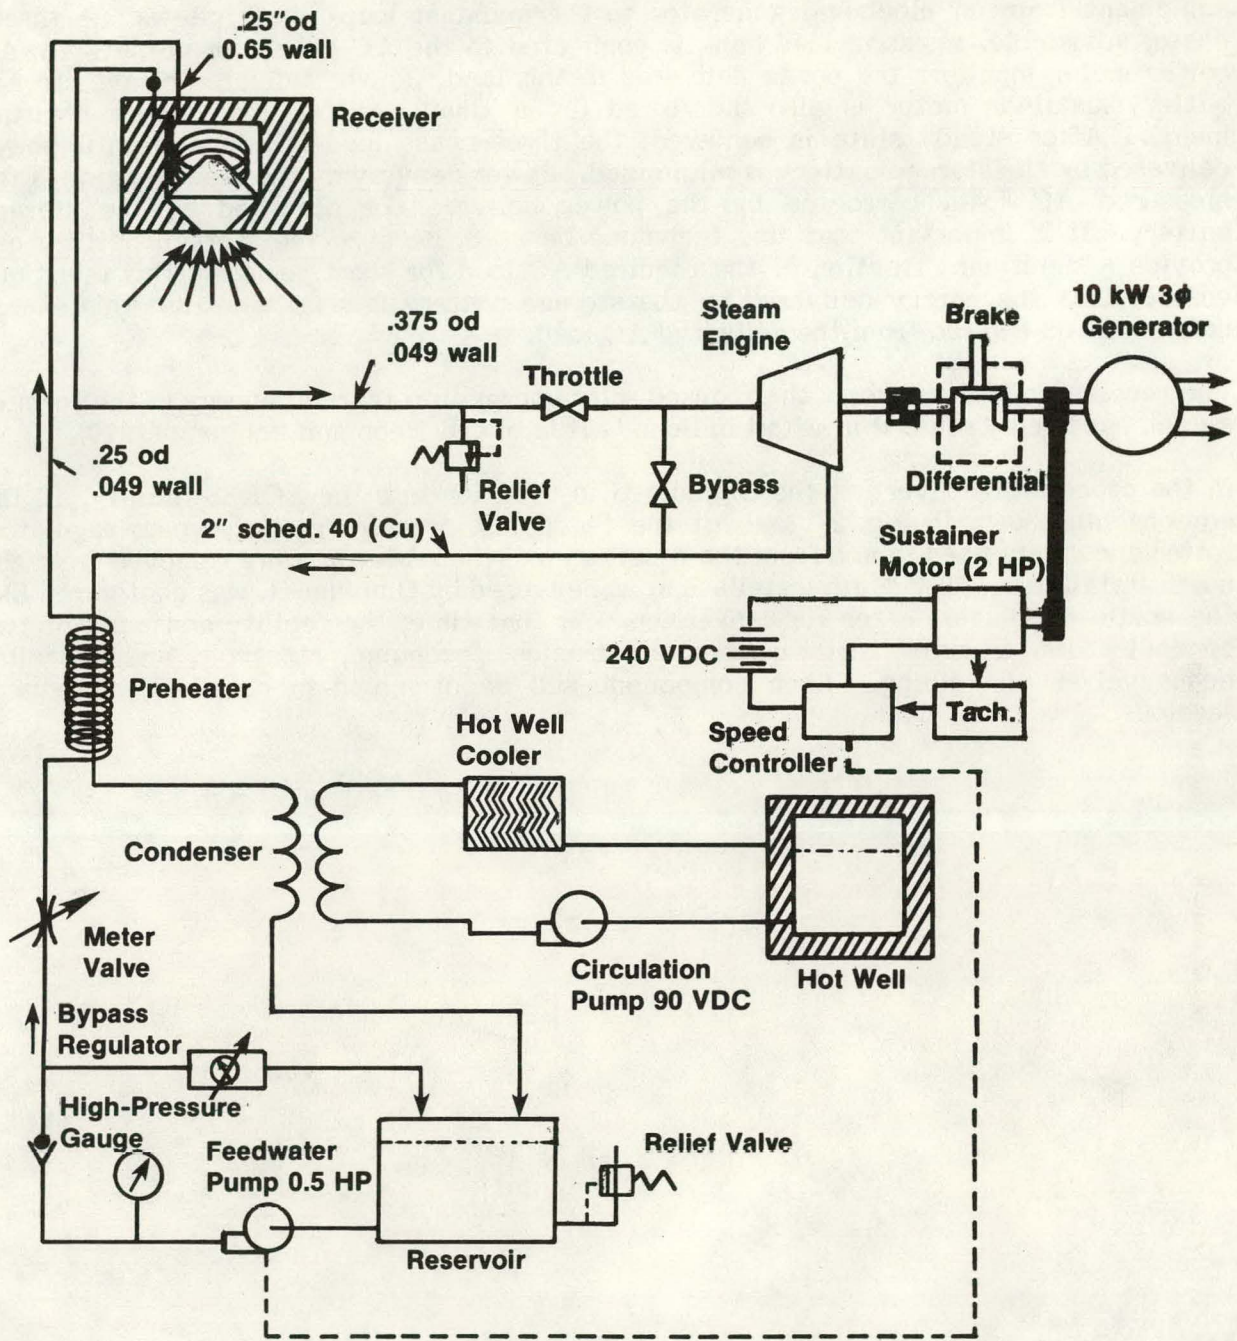 .25"od
0.65 wall
Receiver
10 kW 3ϕ
Generator
Brake
Steam
Engine
.375 od
.049 wall
Throttle
.25 od
.049 wall
Relief
Valve
Bypass
Differential
2" sched. 40 (Cu)
Sustainer
Motor (2 HP)
240 VDC
Preheater
Tach.
Speed
Controller
Hot Well
Cooler
Condenser
Meter
Valve
Circulation
Pump 90 VDC
Hot Well
Bypass
Regulator
High-Pressure
Gauge
Feedwater
Pump 0.5 HP
Relief Valve
Reservoir